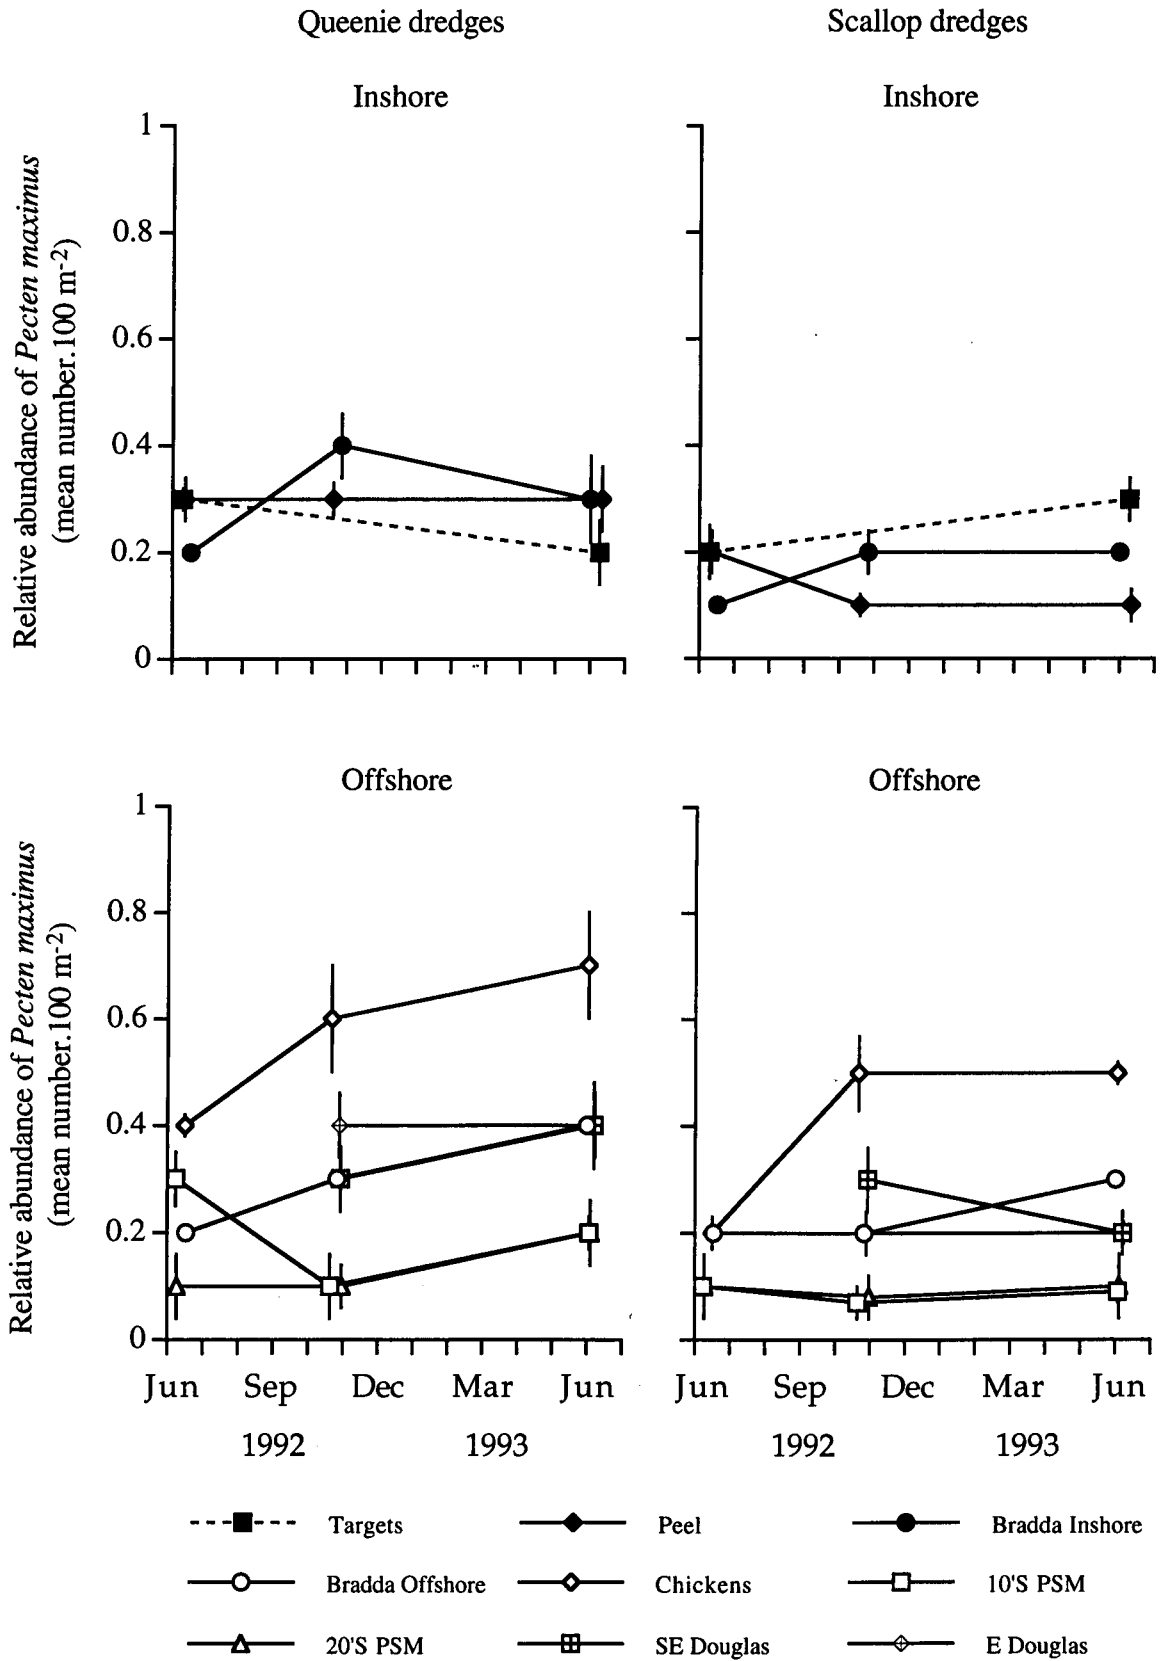 Queenie dredges
Scallop dredges
Inshore
Inshore
Relative abundance of Pecten maximus
(mean number.100 m-2)
1
0.8
0.6
0.4
0.2
0
Offshore
Offshore
Relative abundance of Pecten maximus
(mean number.100 m-2)
1
0.8
0.6
0.4
0.2
0
Jun Sep Dec Mar Jun
Jun Sep Dec Mar Jun
1992 1993
1992 1993
Targets Peel Bradda Inshore
Bradda Offshore Chickens 10'S PSM
20'S PSM SE Douglas E Douglas